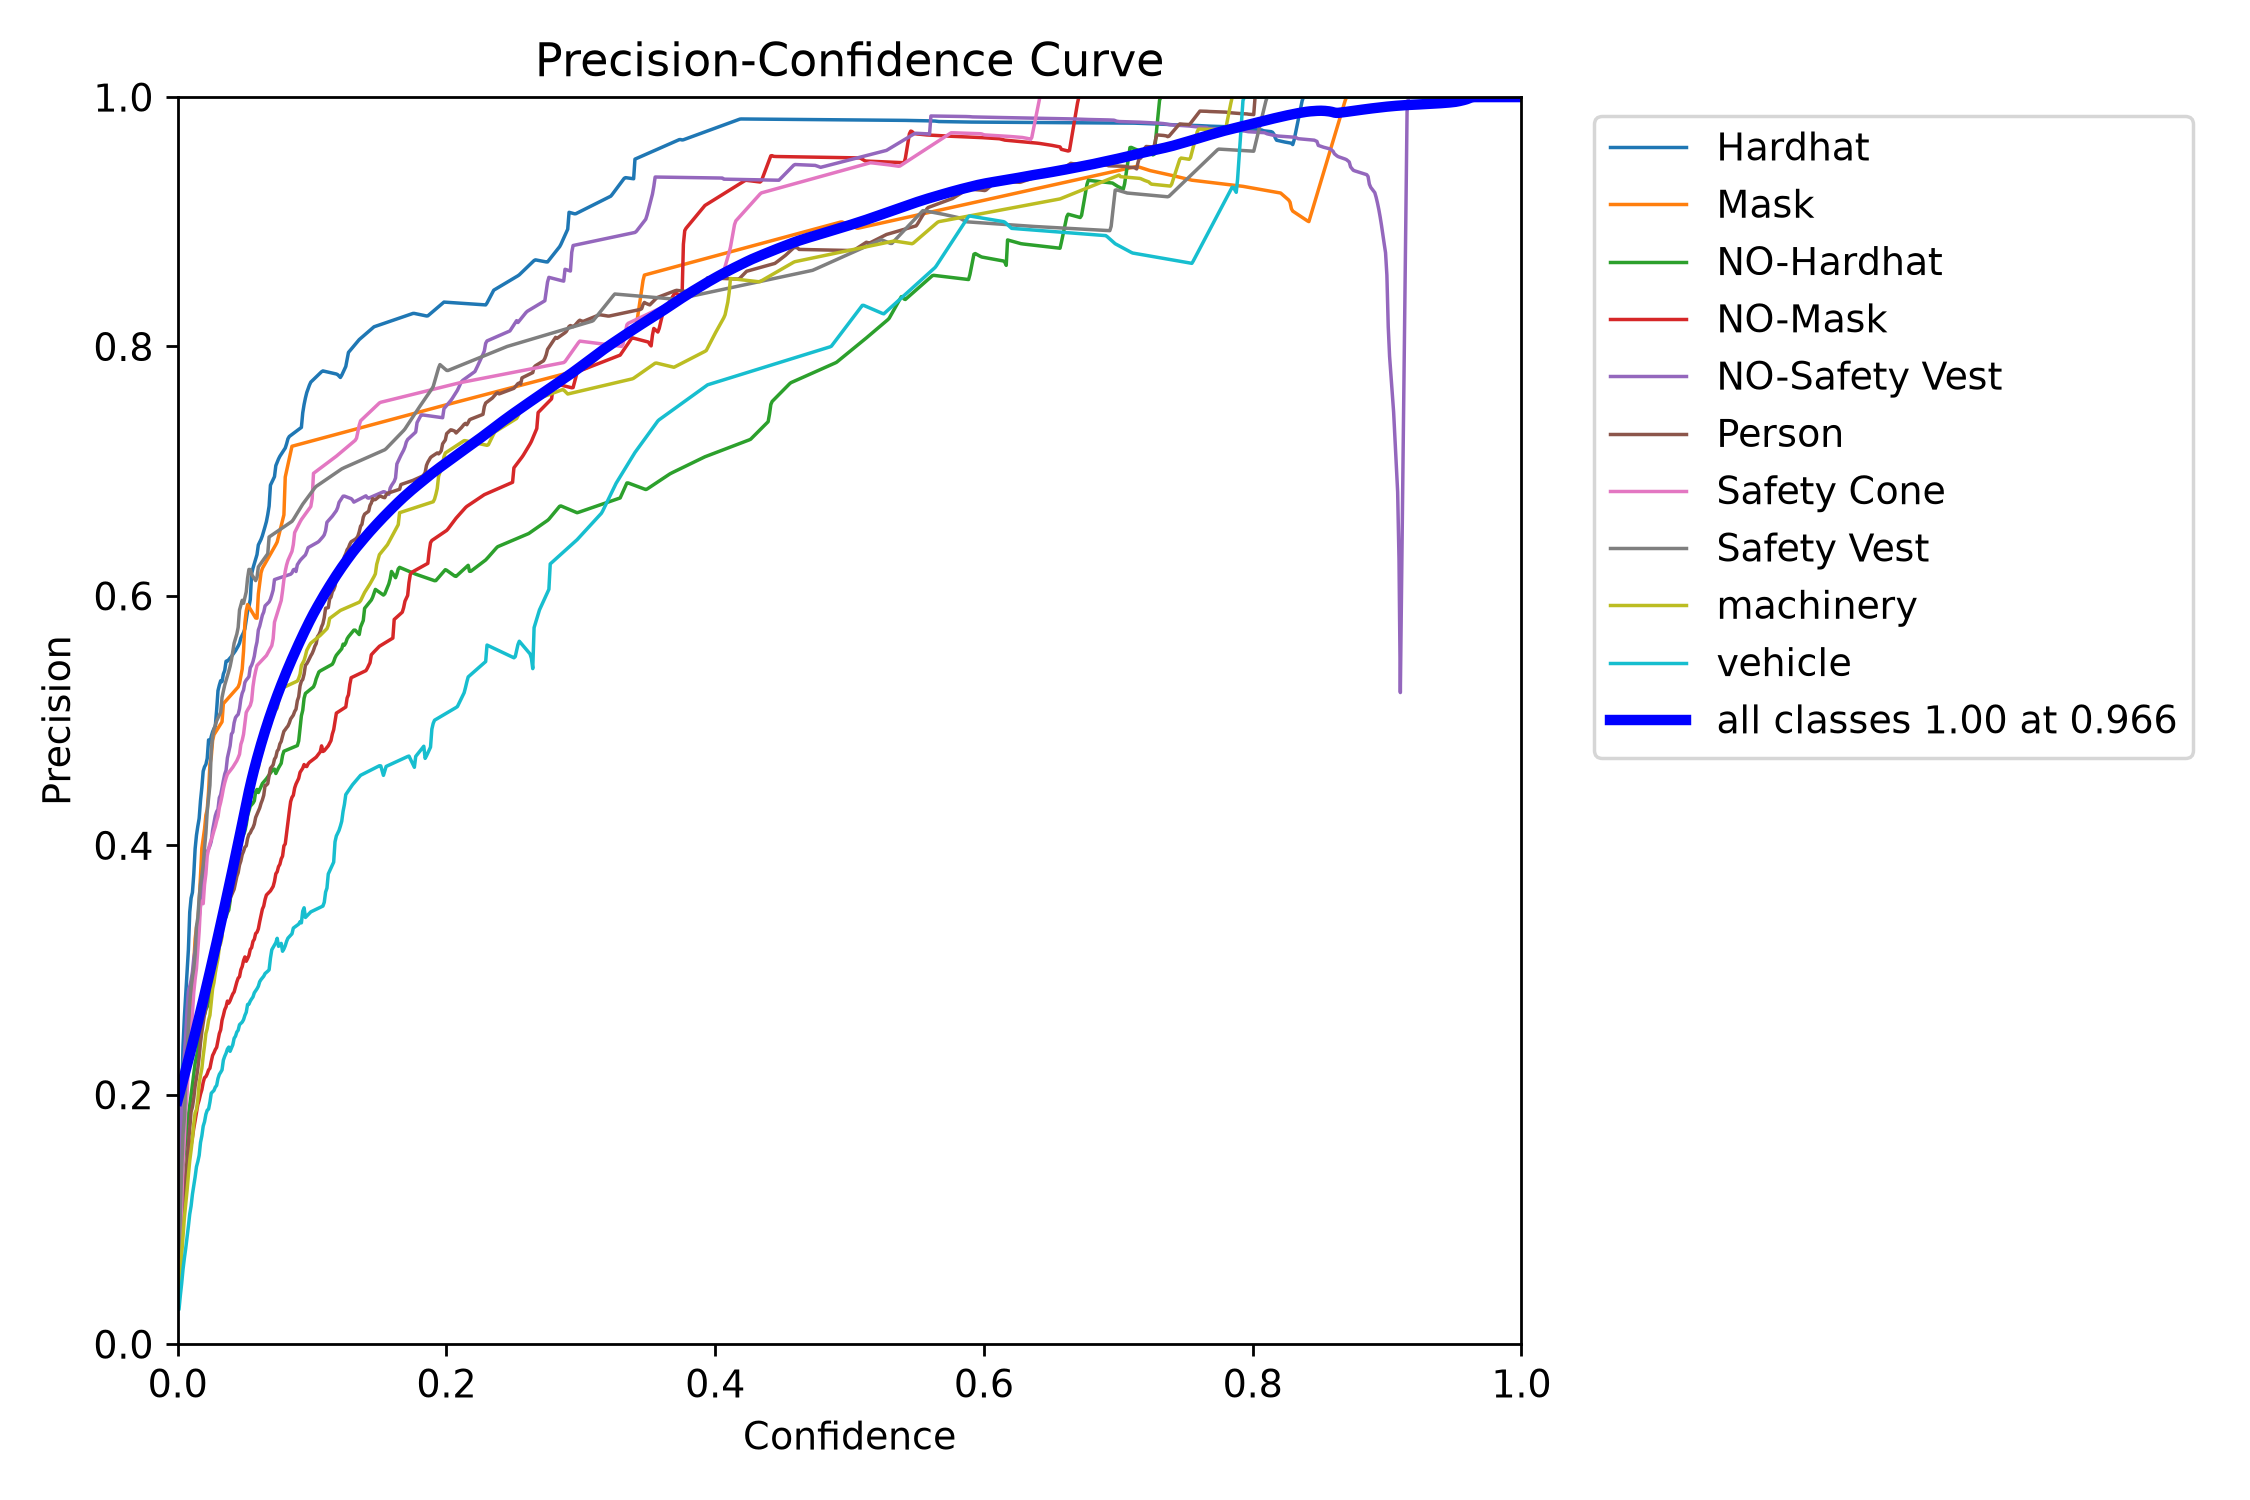 Precision-Confidence Curve
1.0
0.8
0.6
0.4
0.2
0.0
Precision
0.0 0.2 0.4 0.6 0.8 1.0
Confidence
Hardhat
Mask
NO-Hardhat
NO-Mask
NO-Safety Vest
Person
Safety Cone
Safety Vest
machinery
vehicle
all classes 1.00 at 0.966